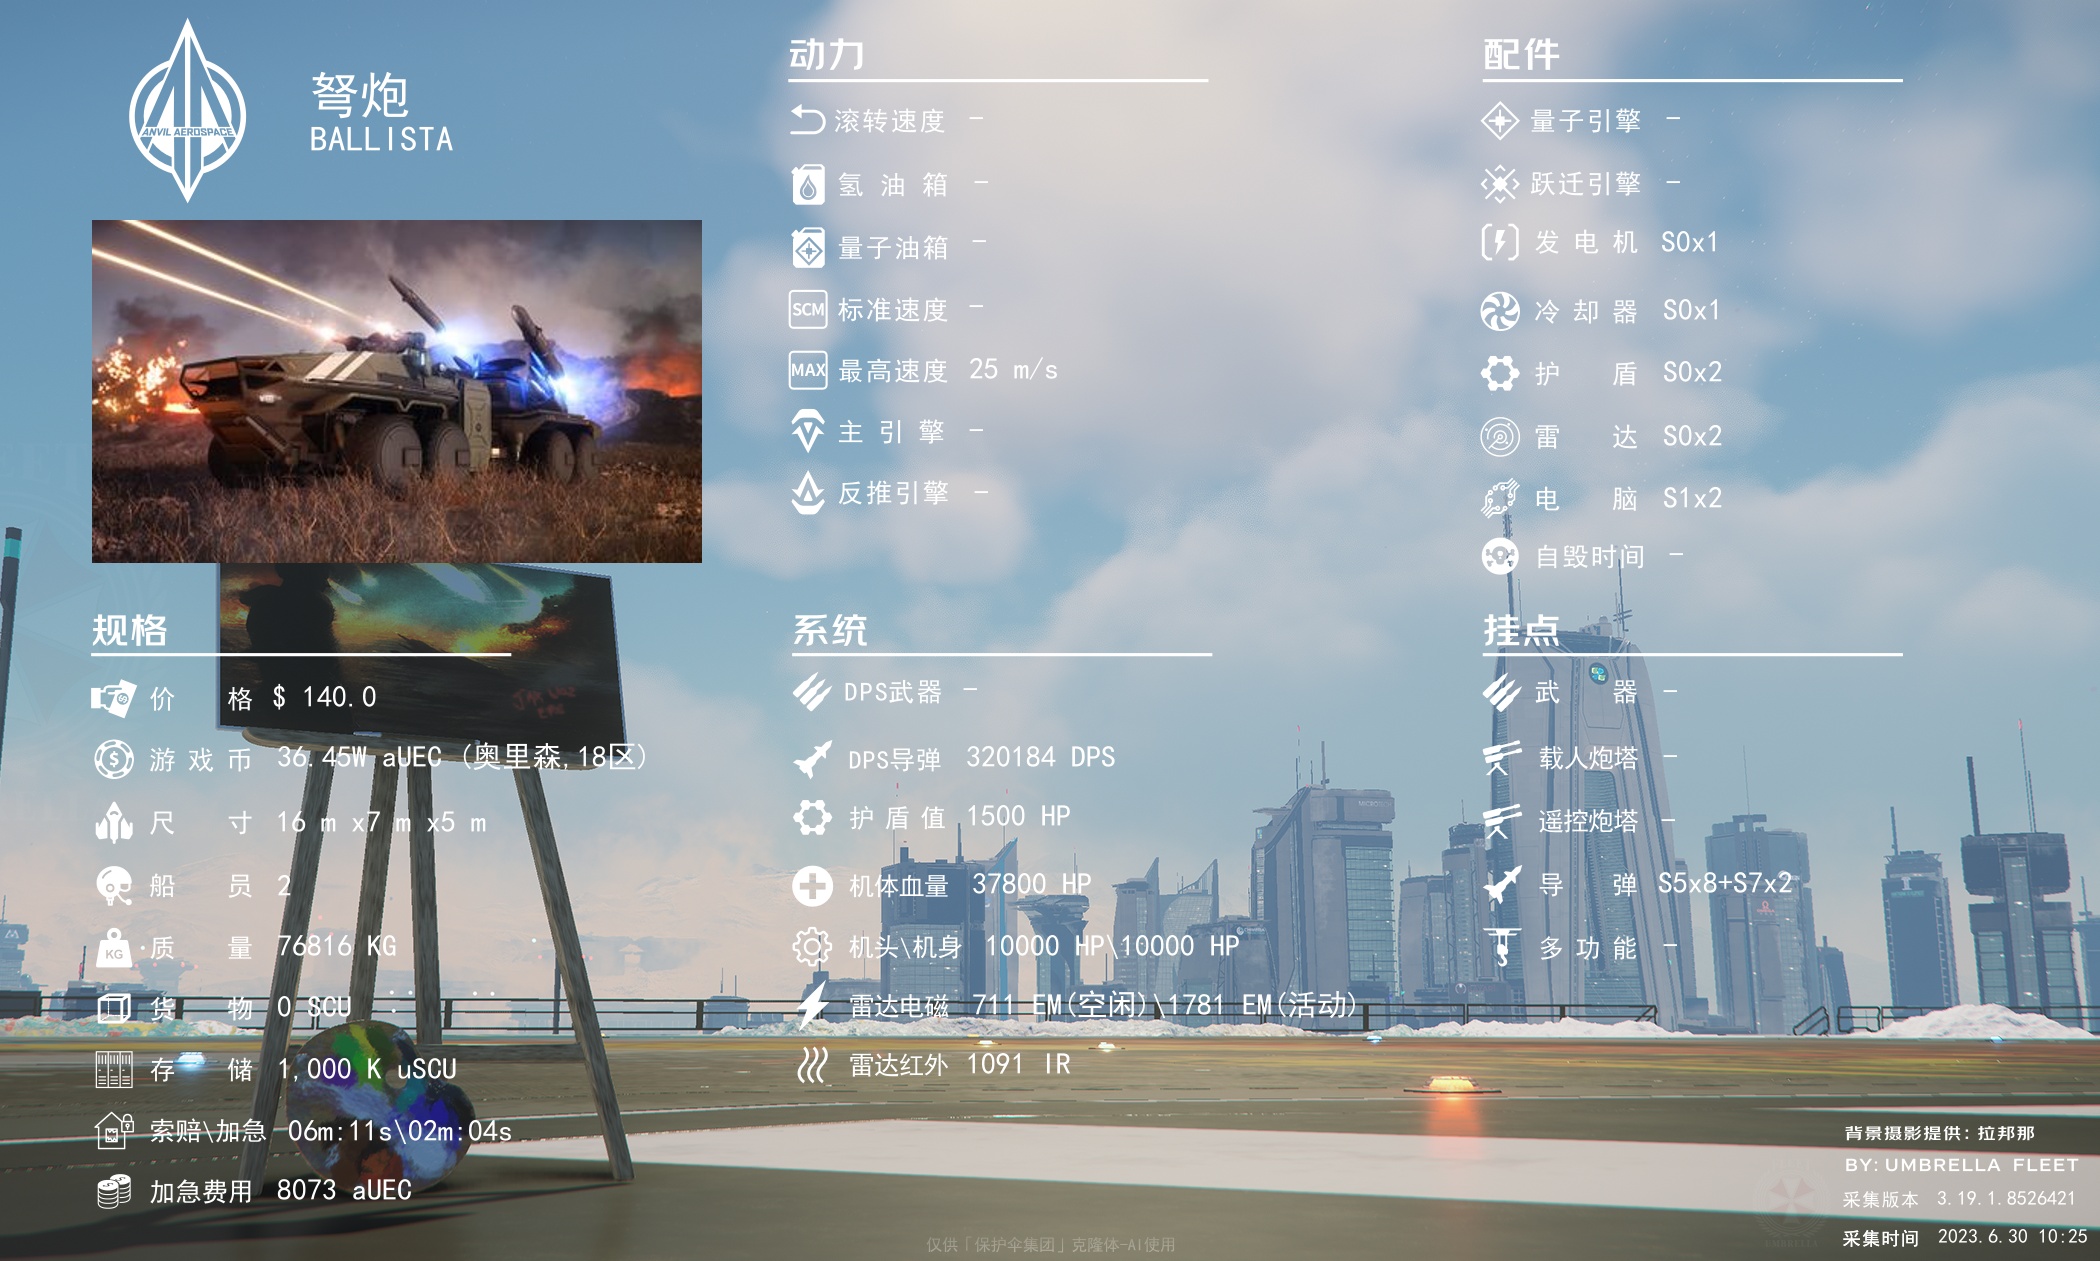 ANVIL AEROSPACE
弩炮
BALLISTA
规格
价格 $ 140.0
游戏币 36.45W aUEC (奥里森,18区)
尺寸 16 m x7 m x5 m
船员 2
KG 质量 76816 KG
货物 0 SCU
存储 1,000 K uSCU
索赔\加急 06m:11s\02m:04s
加急费用 8073 aUEC
动力
滚转速度 -
氢油箱 -
量子油箱 -
SCM 标准速度 -
MAX 最高速度 25 m/s
主引擎 -
反推引擎 -
系统
DPS武器 -
DPS导弹 320184 DPS
护盾值 1500 HP
机体血量 37800 HP
机头\机身 10000 HP\10000 HP
雷达电磁 711 EM(空闲)\1781 EM(活动)
雷达红外 1091 IR
配件
量子引擎 -
跃迁引擎 -
发电机 S0x1
冷却器 S0x1
护盾 S0x2
雷达 S0x2
电脑 S1x2
自毁时间 -
挂点
武器 -
载人炮塔 -
遥控炮塔 -
导弹 S5x8+S7x2
多功能 -
背景摄影提供: 拉邦那
BY: UMBRELLA FLEET
采集版本 3.19.1.8526421
采集时间 2023.6.30 10:25
仅供「保护伞集团」克隆体-AI使用